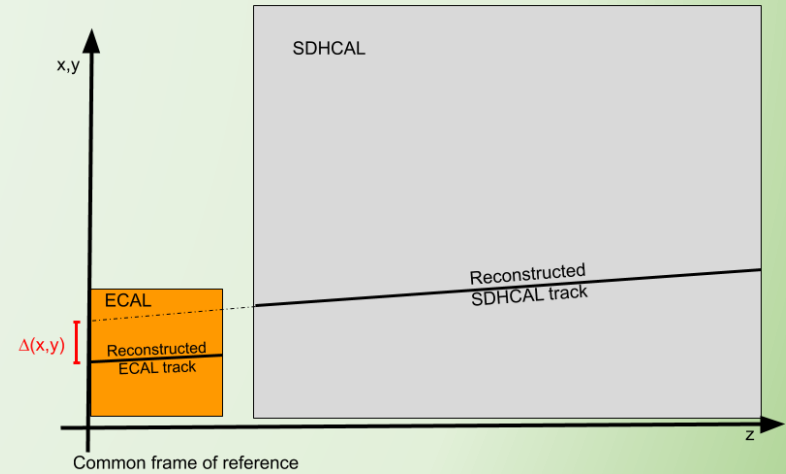 SDHCAL
x,y
Reconstructed
SDHCAL track
ECAL
Δ(x,y)
Reconstructed
ECAL track
z
Common frame of reference